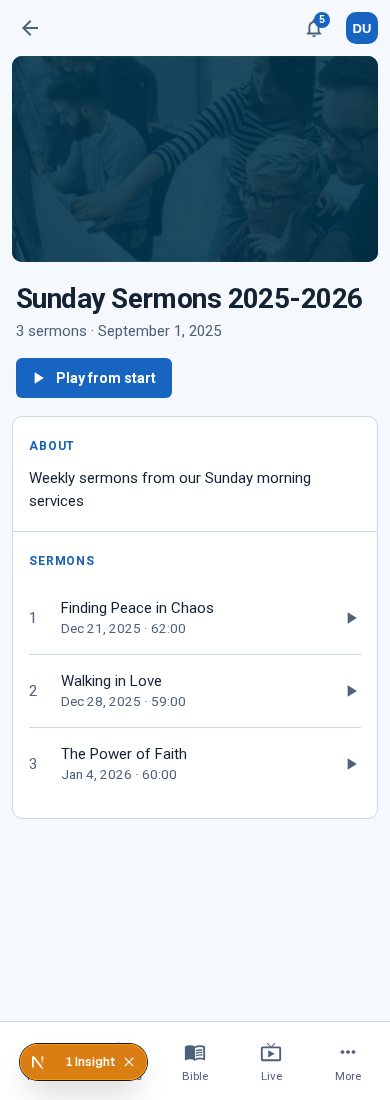 5
DU
Sunday Sermons 2025-2026
3 sermons · September 1, 2025
Play from start
ABOUT
Weekly sermons from our Sunday morning
services
SERMONS
1
Finding Peace in Chaos
Dec 21, 2025 · 62:00
2
Walking in Love
Dec 28, 2025 · 59:00
3
The Power of Faith
Jan 4, 2026 · 60:00
1 Insight
Bible
Live
More